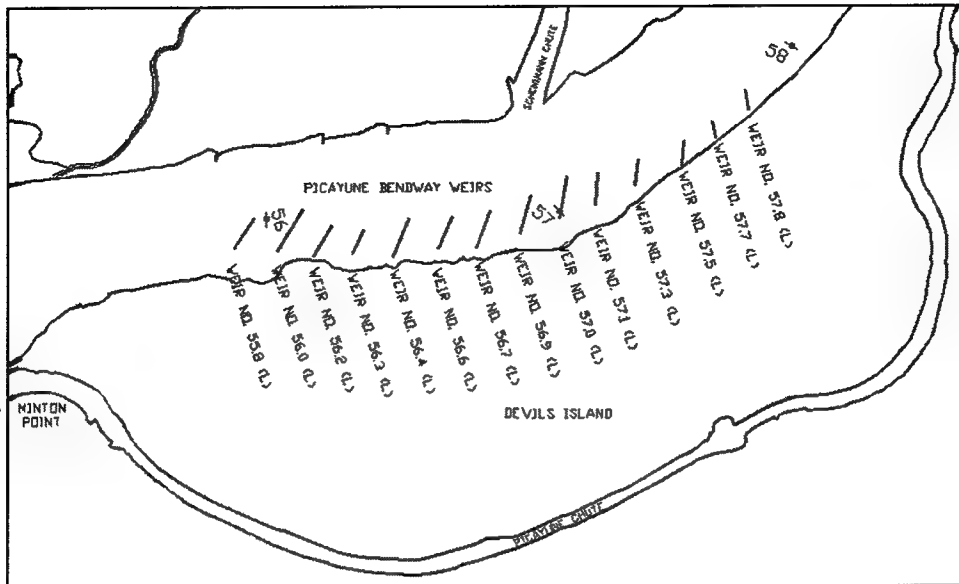 58
SCHENIMANN CHUTE
PICAYUNE BENDWAY WEIRS
56
57
WEIR NO. 55.8 (L)
WEIR NO. 56.0 (L)
WEIR NO. 56.2 (L)
WEIR NO. 56.3 (L)
WEIR NO. 56.4 (L)
WEIR NO. 56.6 (L)
WEIR NO. 56.7 (L)
WEIR NO. 56.9 (L)
WEIR NO. 57.0 (L)
WEIR NO. 57.1 (L)
WEIR NO. 57.3 (L)
WEIR NO. 57.5 (L)
WEIR NO. 57.7 (L)
WEIR NO. 57.8 (L)
MINTON
POINT
DEVILS ISLAND
PICAYUNE CHUTE